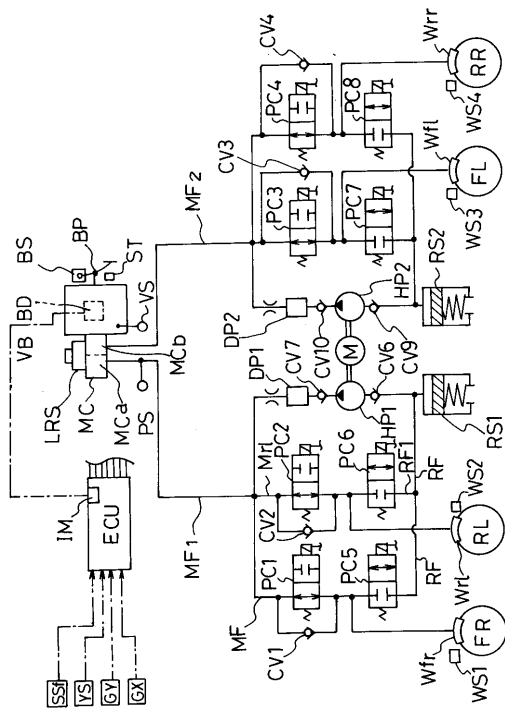 BS
BP
BD
ST
VB
VS
LRS
MC
MCa
MCb
PS
IM
ECU
SSf
YS
GY
GX
MF1
MF2
MF
Mrl
CV1
CV2
CV3
CV4
PC1
PC2
PC3
PC4
PC5
PC6
PC7
PC8
DP1
DP2
CV7
CV10
M
HP1
HP2
CV6
CV9
RF1
RF
RF
RS1
RS2
WS1
Wfr
FR
Wrl
RL
WS2
Wfl
FL
WS3
Wrr
RR
WS4